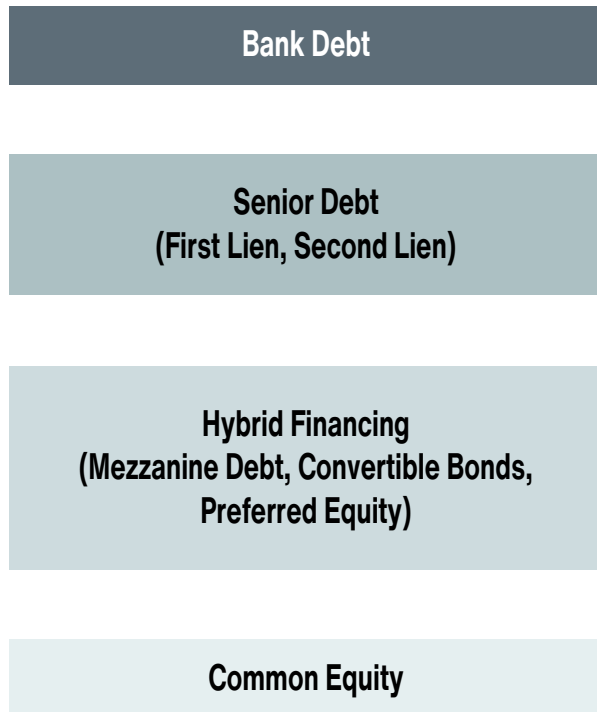 Bank Debt
Senior Debt
(First Lien, Second Lien)
Hybrid Financing
(Mezzanine Debt, Convertible Bonds,
Preferred Equity)
Common Equity